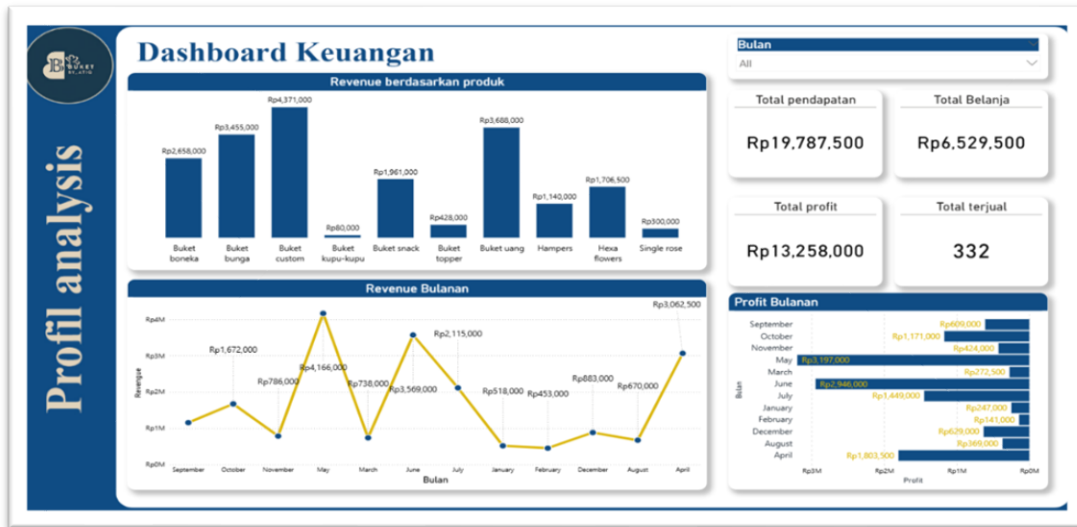 Dashboard Keuangan
BUKET
Profil analysis
Revenue berdasarkan produk
Rp2,658,000
Rp3,455,000
Rp4,371,000
Rp80,000
Rp1,961,000
Rp428,000
Rp3,688,000
Rp1,140,000
Rp1,706,500
Rp300,000
Buket boneka
Buket bunga
Buket custom
Buket kupu-kupu
Buket snack
Buket topper
Buket uang
Hampers
Hexa flowers
Single rose
Revenue Bulanan
Revengue
Rp4M
Rp3M
Rp2M
Rp1M
Rp0M
Rp1,672,000
Rp786,000
Rp4,166,000
Rp738,000
Rp3,569,000
Rp2,115,000
Rp518,000
Rp453,000
Rp883,000
Rp670,000
Rp3,062,500
September
October
November
May
March
June
July
January
February
December
August
April
Bulan
Bulan
All
Total pendapatan
Rp19,787,500
Total Belanja
Rp6,529,500
Total profit
Rp13,258,000
Total terjual
332
Profit Bulanan
Bulan
September Rp609,000
October Rp1,171,000
November Rp424,000
May Rp3,197,000
March Rp272,500
June Rp2,946,000
July Rp1,449,000
January Rp247,000
February Rp141,000
December Rp629,000
August Rp369,000
April Rp1,803,500
Rp3M
Rp2M
Rp1M
Rp0M
Profit